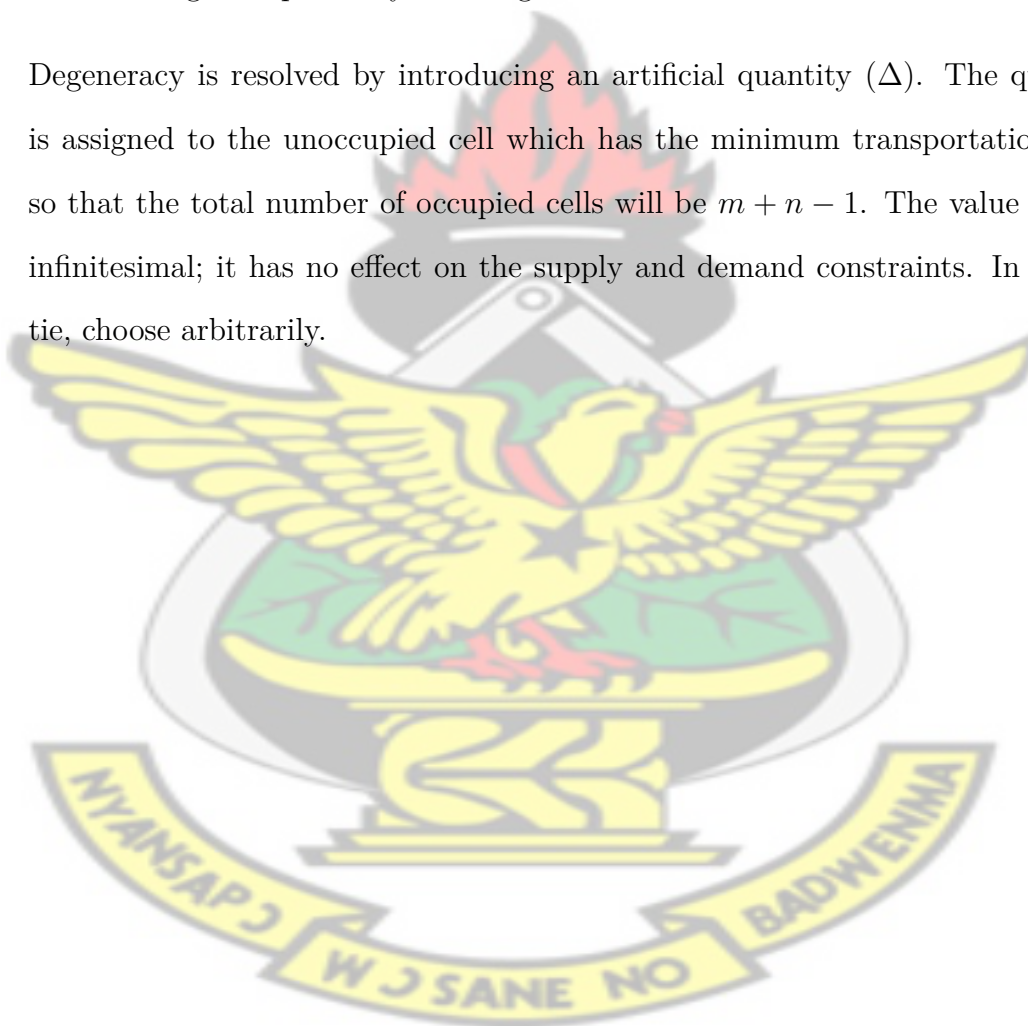 Degeneracy is resolved by introducing an artificial quantity (Δ). The
is assigned to the unoccupied cell which has the minimum
so that the total number of occupied cells will be m + n − 1. The value
infinitesimal; it has no effect on the supply and demand constraints. In
tie, choose arbitrarily.
NYANSAPƆ
WƆSANE NO
BADWENMA